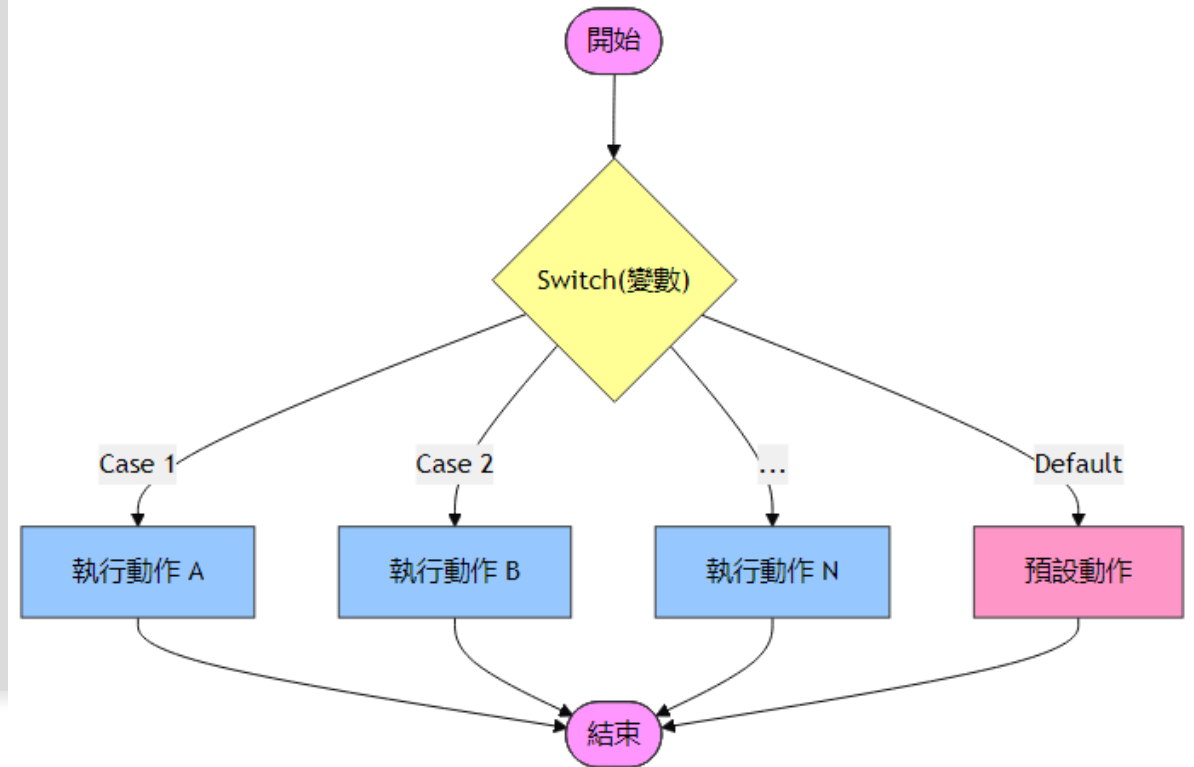 開始
Switch(變數)
Case 1
Case 2
...
Default
執行動作 A
執行動作 B
執行動作 N
預設動作
結束